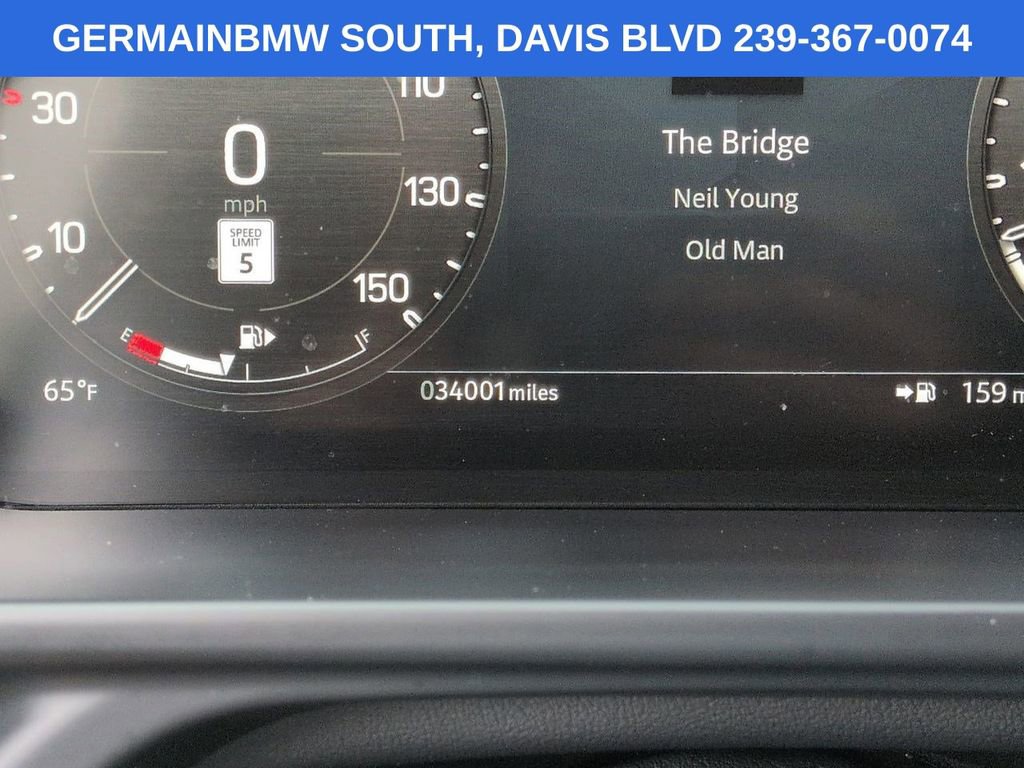 GERMAINBMW SOUTH, DAVIS BLVD 239-367-0074
110
30
0
mph
130
SPEED
LIMIT
5
10
150
E
F
The Bridge
Neil Young
Old Man
65°F
034001 miles
159 m